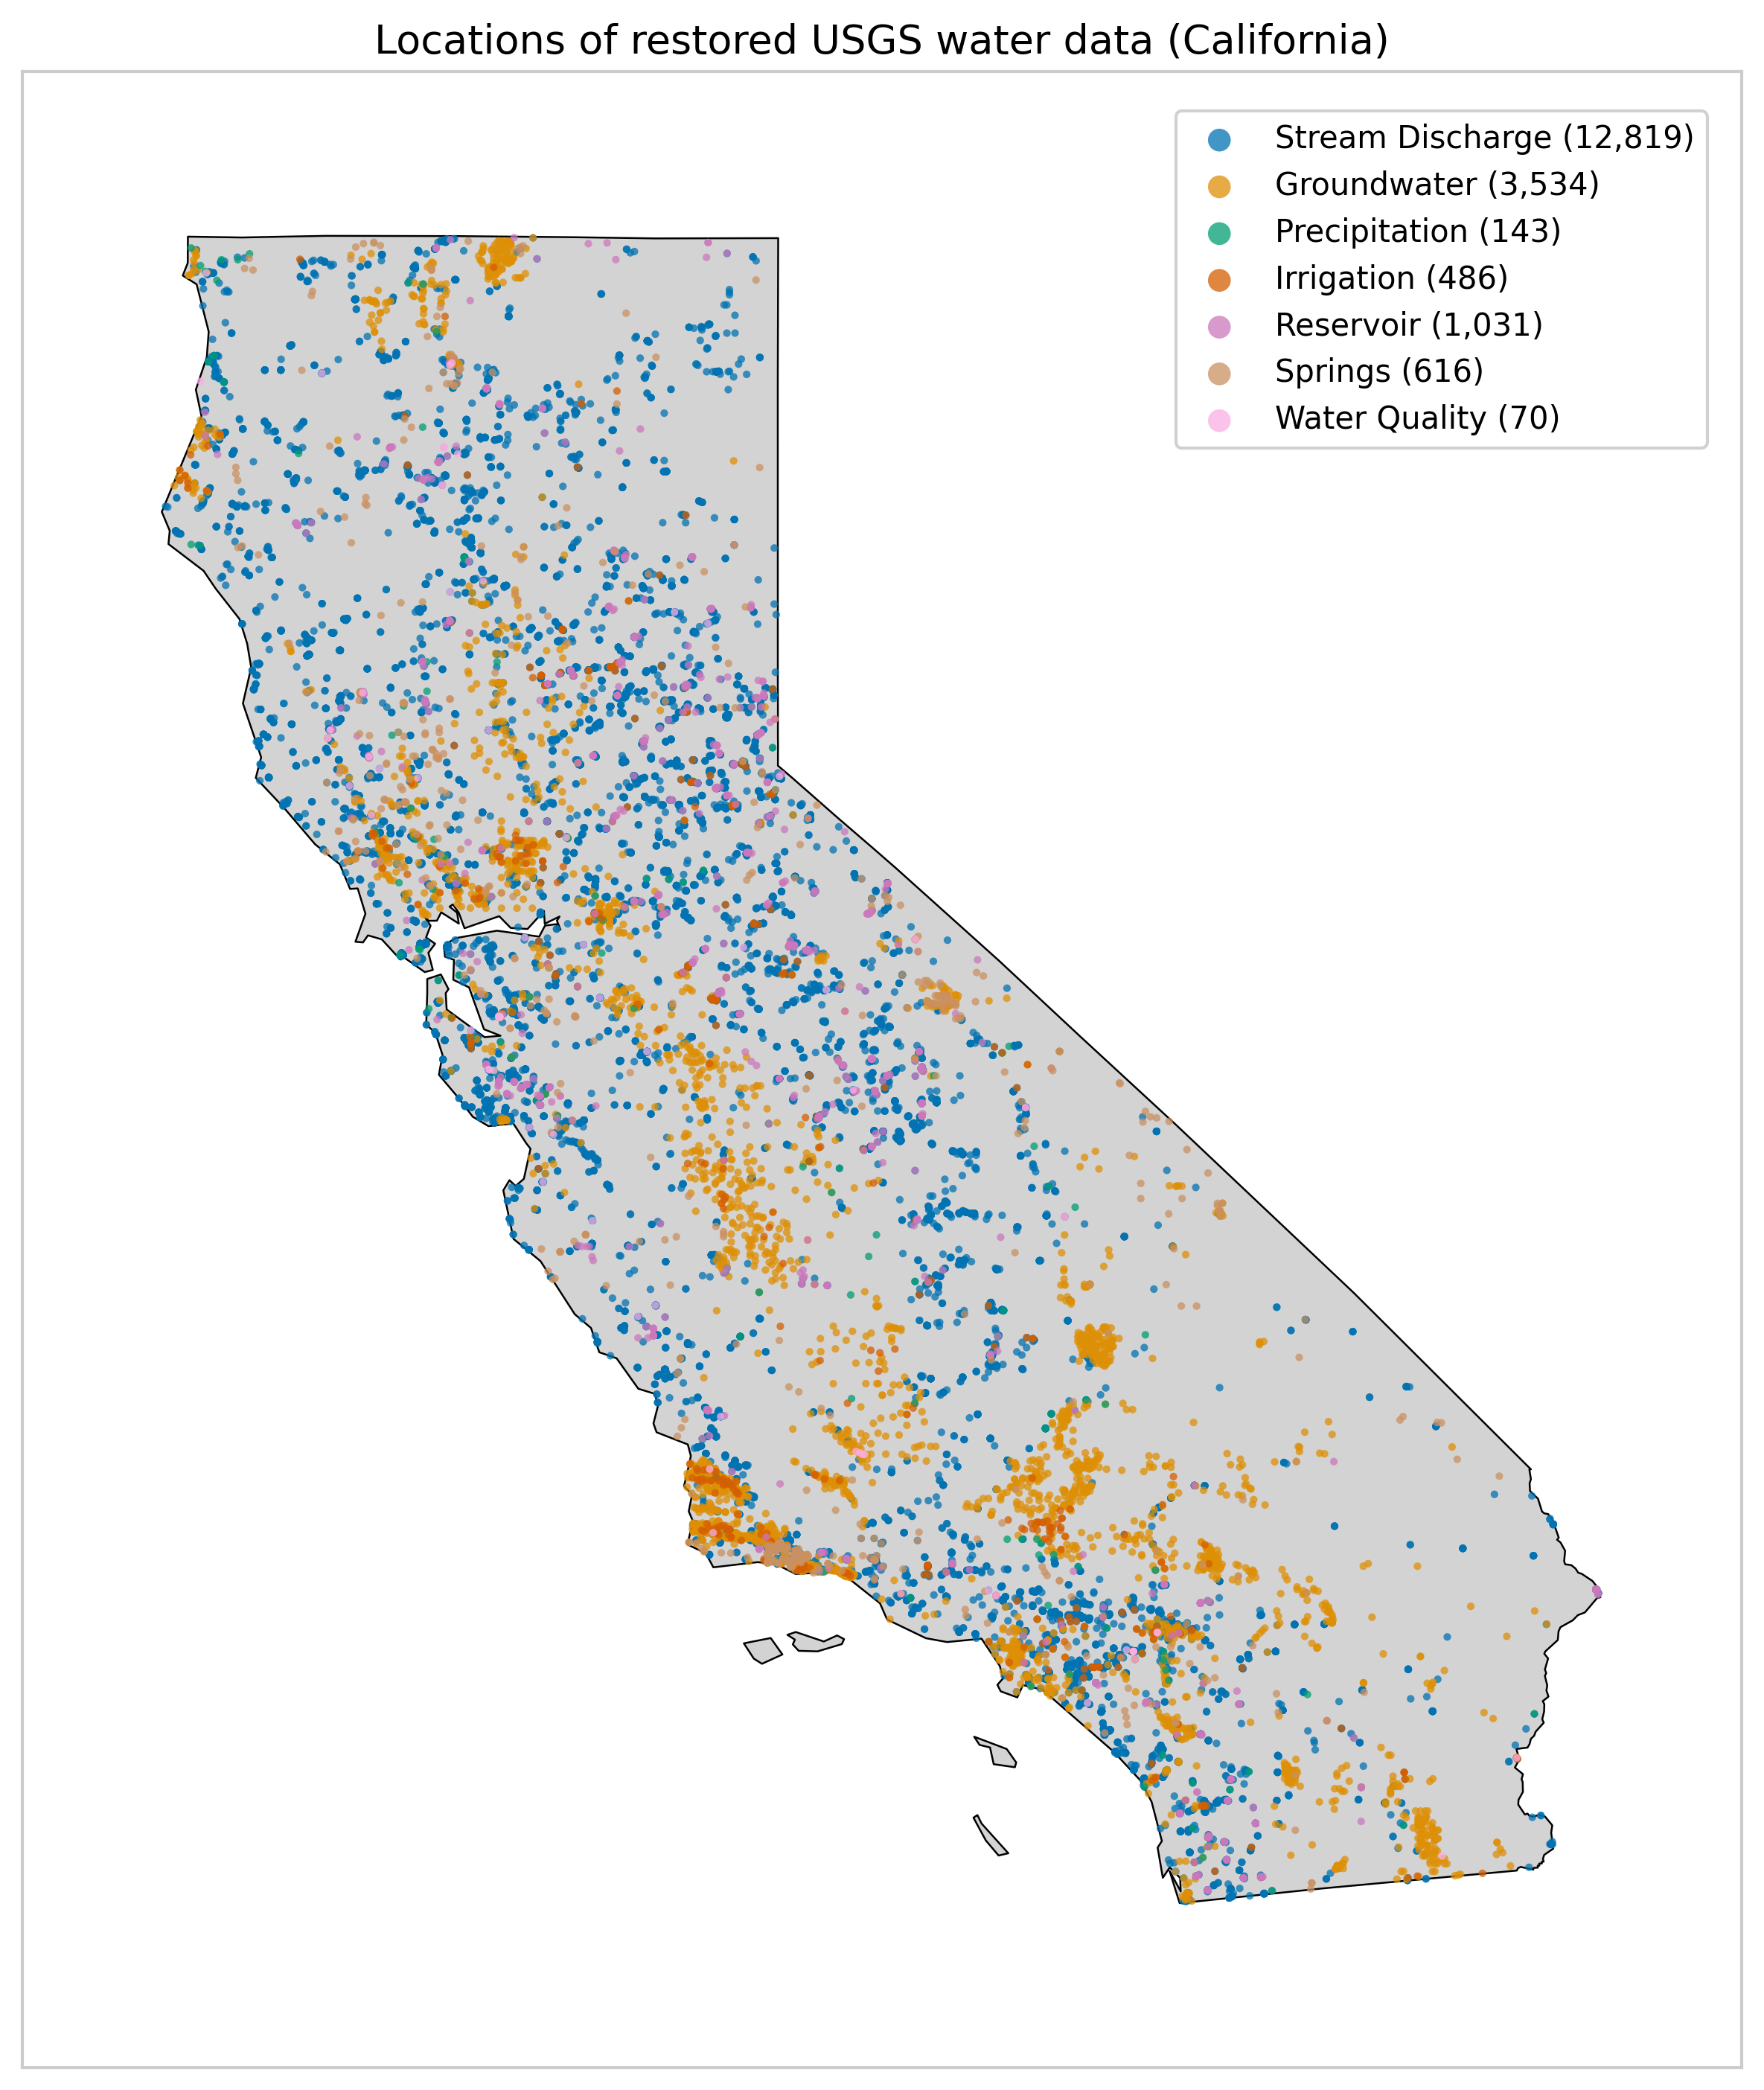 Locations of restored USGS water data (California)
Stream Discharge (12,819)
Groundwater (3,534)
Precipitation (143)
Irrigation (486)
Reservoir (1,031)
Springs (616)
Water Quality (70)